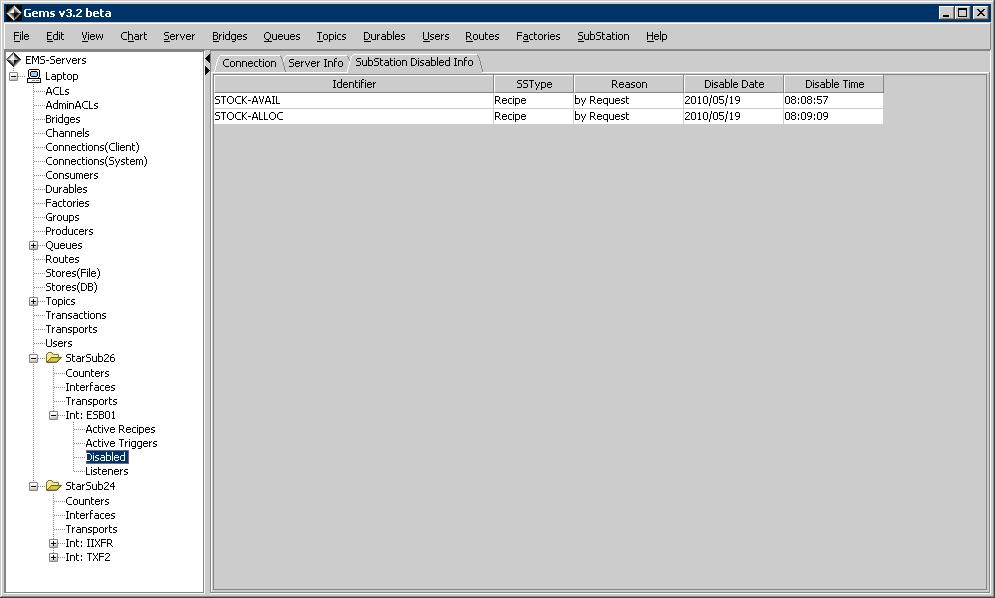 Gems v3.2 beta
File Edit View Chart Server Bridges Queues Topics Durables Users Routes Factories SubStation Help
EMS-Servers
Laptop
ACLs
AdminACLs
Bridges
Channels
Connections(Client)
Connections(System)
Consumers
Durables
Factories
Groups
Producers
Queues
Routes
Stores(File)
Stores(DB)
Topics
Transactions
Transports
Users
StarSub26
Counters
Interfaces
Transports
Int: ESB01
Active Recipes
Active Triggers
Disabled
Listeners
StarSub24
Counters
Interfaces
Transports
Int: IIXFR
Int: TXF2
Connection Server Info SubStation Disabled Info
Identifier SSType Reason Disable Date Disable Time
STOCK-AVAIL Recipe by Request 2010/05/19 08:08:57
STOCK-ALLOC Recipe by Request 2010/05/19 08:09:09